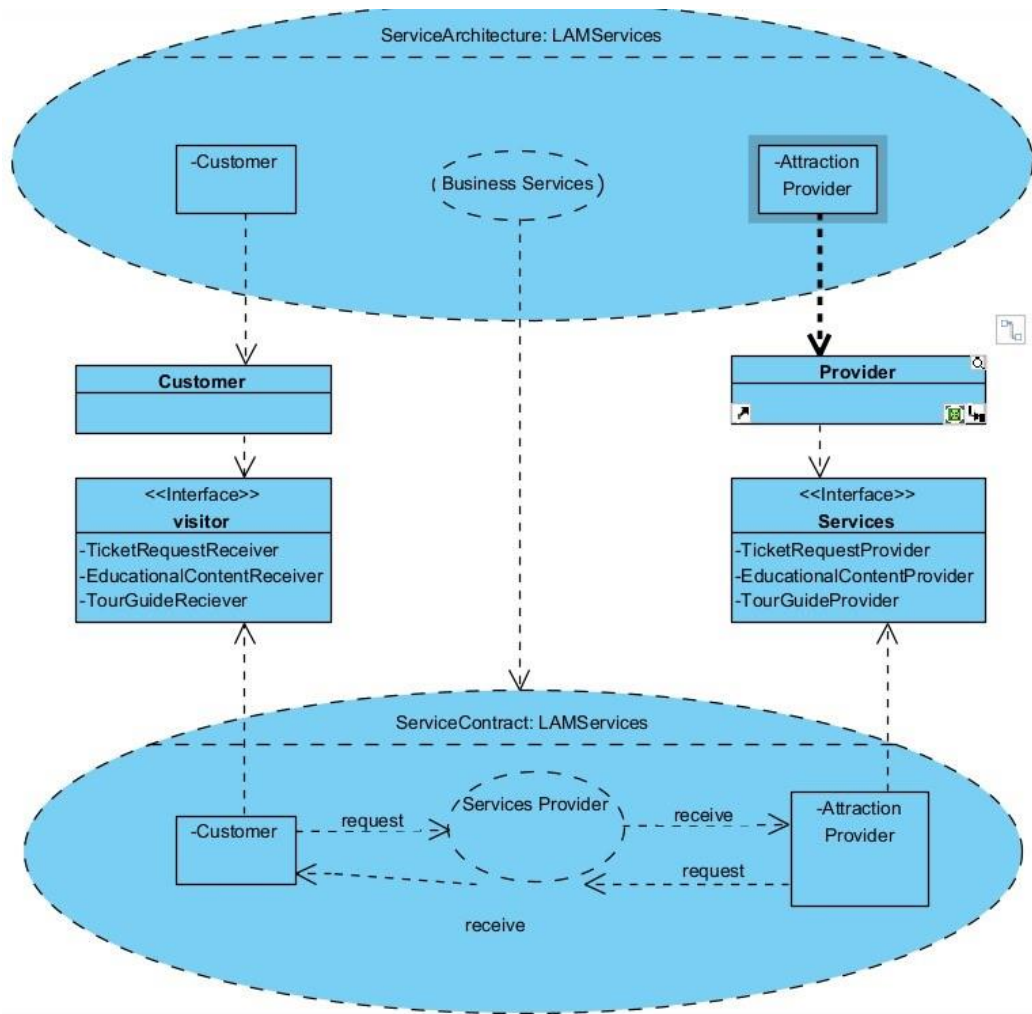 ServiceArchitecture: LAMServices
-Customer
Business Services
-Attraction
Provider
Customer
Provider
<<Interface>>
visitor
-TicketRequestReceiver
-EducationalContentReceiver
-TourGuideReciever
<<Interface>>
Services
-TicketRequestProvider
-EducationalContentProvider
-TourGuideProvider
ServiceContract: LAMServices
-Customer
request
Services Provider
receive
-Attraction
Provider
request
receive